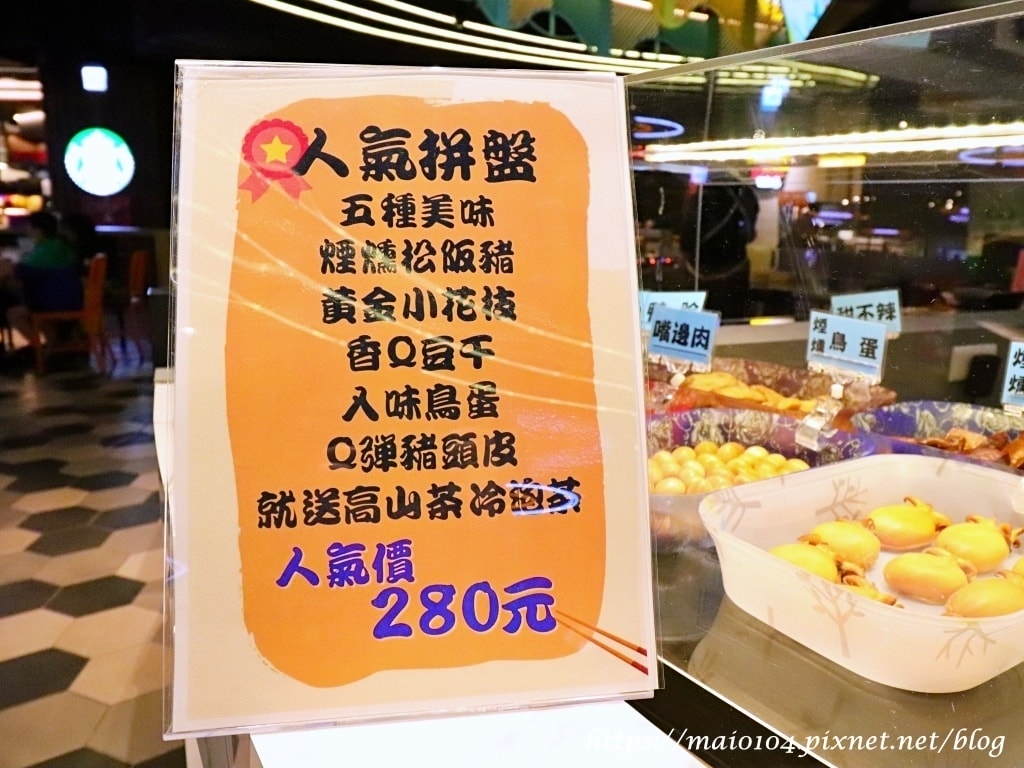 人氣拼盤
五種美味
煙燻松阪豬
黃金小花枝
香Q豆干
入味鳥蛋
Q彈豬頭皮
就送高山茶冷泡茶
人氣價
280元
嘴邊肉
甜不辣
煙燻鳥蛋
https://maio104.pixnet.net/blog